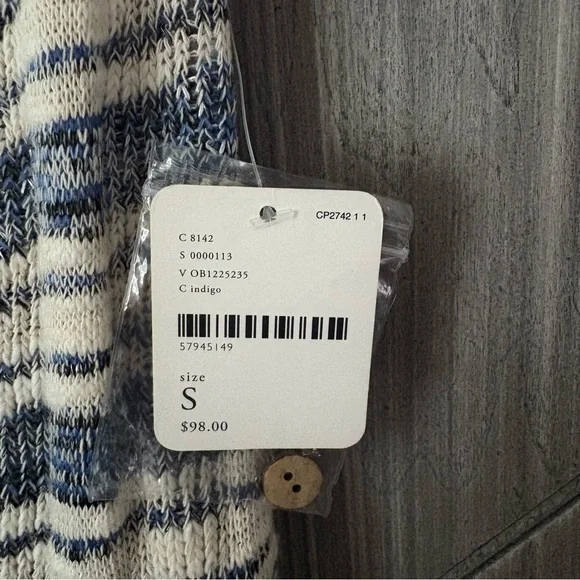 CP2742 1 1
C 8142
S 0000113
V OB1225235
C indigo
57945149
size
S
$98.00